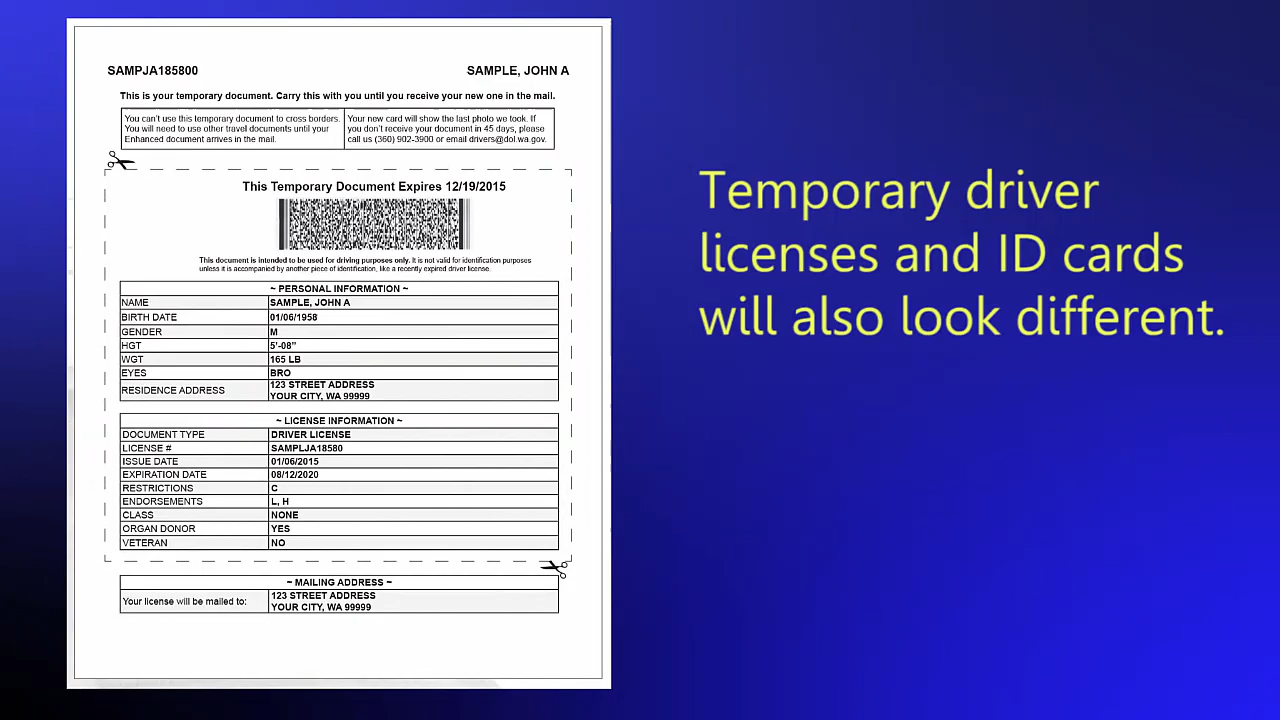 SAMPJA185800 SAMPLE, JOHN A
This is your temporary document. Carry this with you until you receive your new one in the mail.
You can't use this temporary document to cross borders.
You will need to use other travel documents until your
Enhanced document arrives in the mail.
Your new card will show the last photo we took. If
you don't receive your document in 45 days, please
call us (360) 902-3900 or email drivers@dol.wa.gov.
This Temporary Document Expires 12/19/2015
This document is intended to be used for driving purposes only. It is not valid for identification purposes
unless it is accompanied by another piece of identification, like a recently expired driver license.
~ PERSONAL INFORMATION ~
NAME SAMPLE, JOHN A
BIRTH DATE 01/06/1958
GENDER M
HGT 5'-08"
WGT 165 LB
EYES BRO
RESIDENCE ADDRESS 123 STREET ADDRESS
YOUR CITY, WA 99999
~ LICENSE INFORMATION ~
DOCUMENT TYPE DRIVER LICENSE
LICENSE # SAMPLJA18580
ISSUE DATE 01/06/2015
EXPIRATION DATE 08/12/2020
RESTRICTIONS C
ENDORSEMENTS L, H
CLASS NONE
ORGAN DONOR YES
VETERAN NO
~ MAILING ADDRESS ~
Your license will be mailed to: 123 STREET ADDRESS
YOUR CITY, WA 99999
Temporary driver
licenses and ID cards
will also look different.